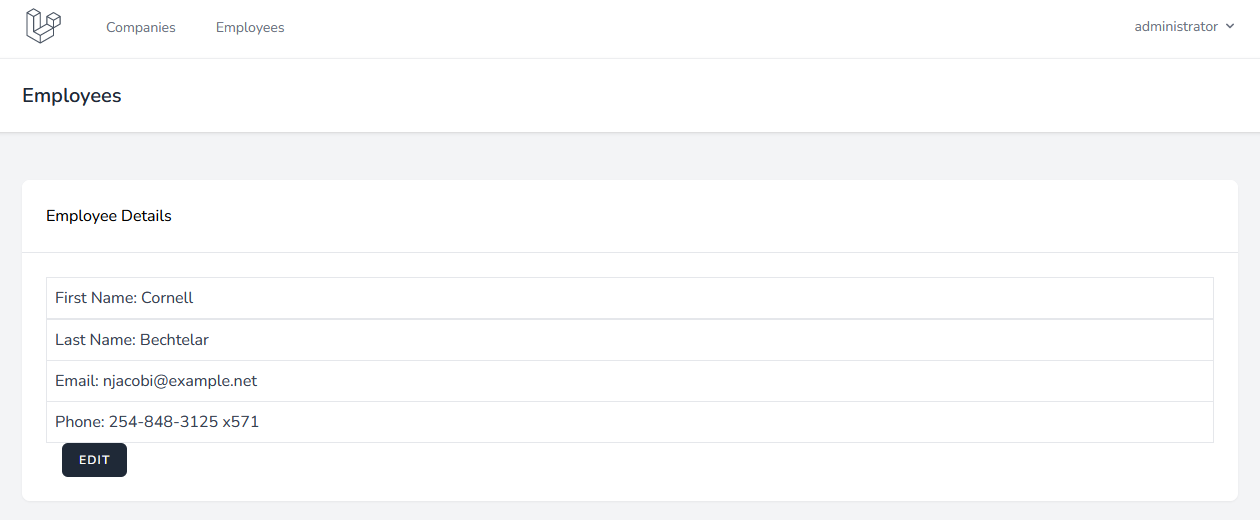 Companies Employees administrator
Employees
Employee Details
First Name: Cornell
Last Name: Bechtelar
Email: njacobi@example.net
Phone: 254-848-3125 x571
EDIT